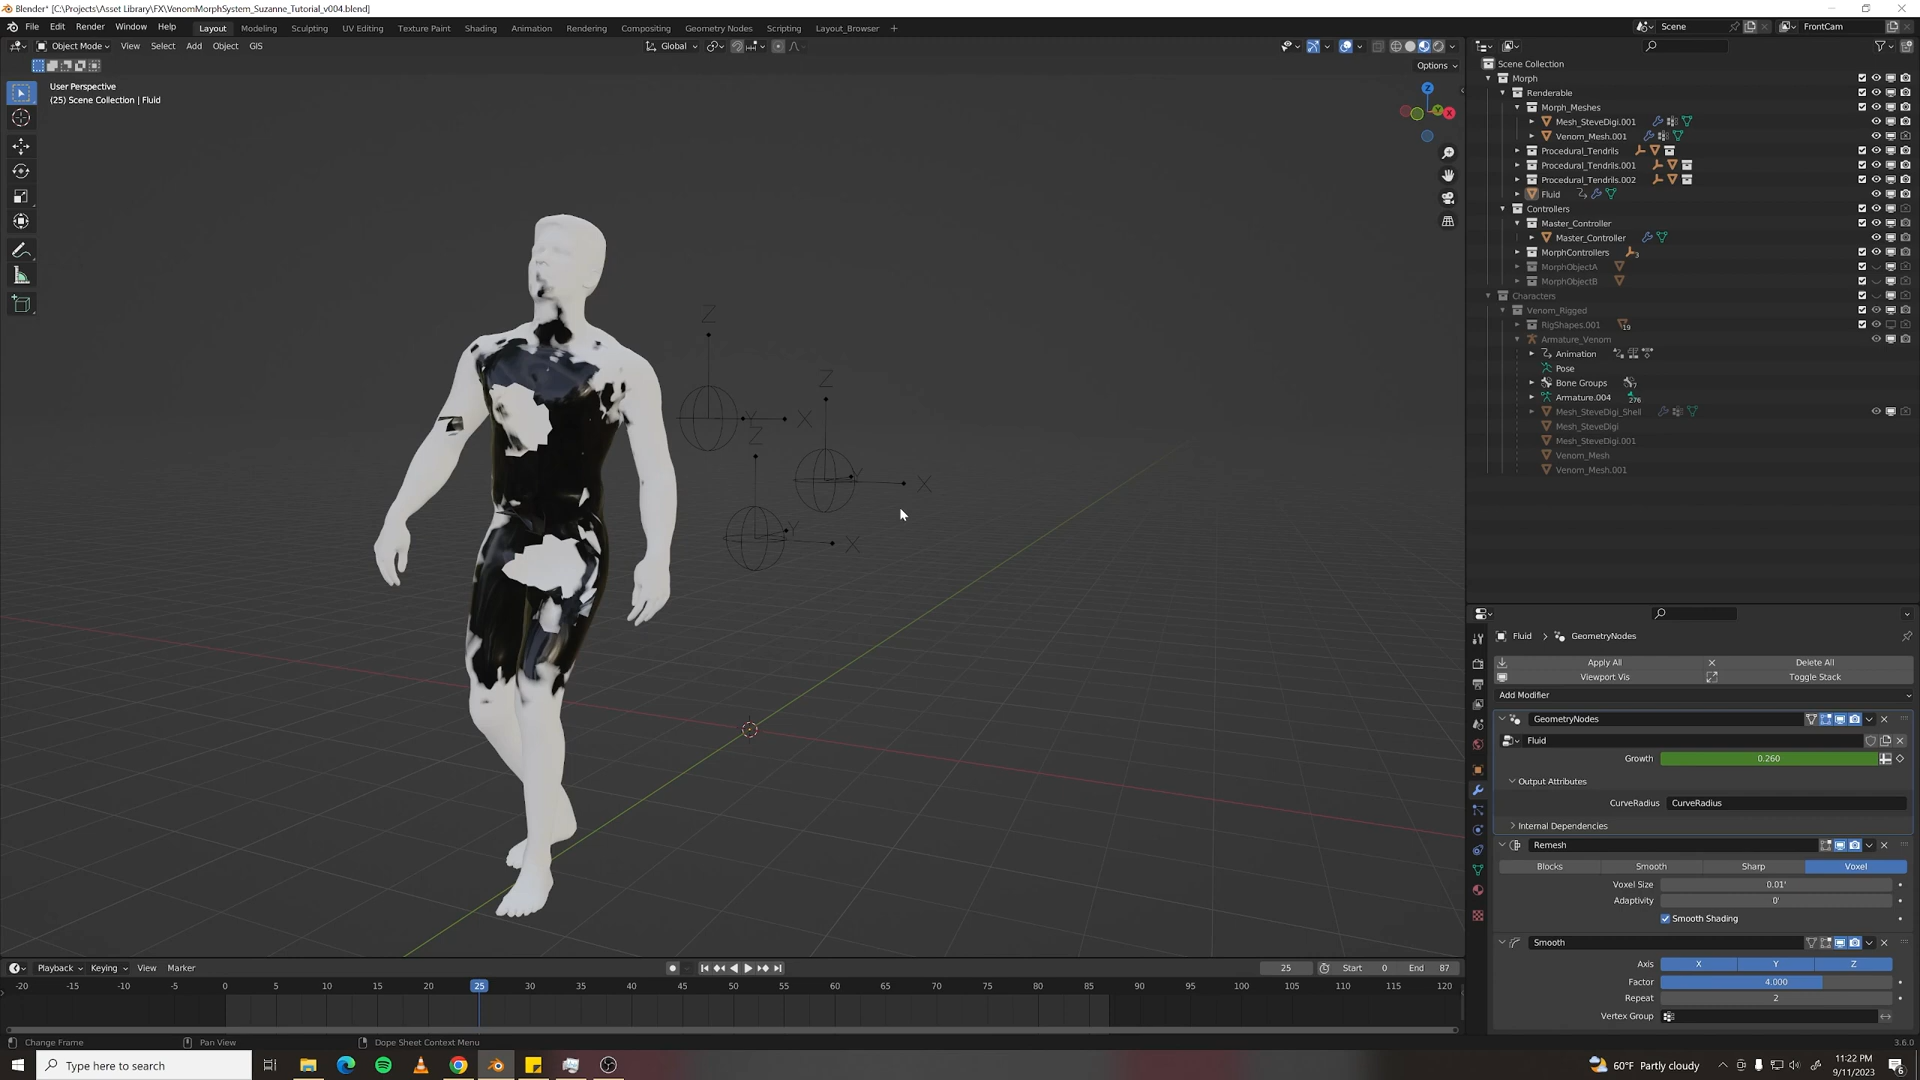 Blender* [C:\Projects\Asset Library\FX\VenomMorphSystem_Suzanne_Tutorial_v004.blend]
File Edit Render Window Help Layout Modeling Sculpting UV Editing Texture Paint Shading Animation Rendering Compositing Geometry Nodes Scripting Layout_Browser + Scene FrontCam
Object Mode View Select Add Object GIS Global
Options
User Perspective
(25) Scene Collection | Fluid
Z
X
Z
Z X
Y X
Y
X
Y
Z
X
Scene Collection
Morph
Renderable
Morph_Meshes
Mesh_SteveDigi.001
Venom_Mesh.001
Procedural_Tendrils
Procedural_Tendrils.001
Procedural_Tendrils.002
Fluid
Controllers
Master_Controller
Master_Controller
MorphControllers 3
MorphObjectA
MorphObjectB
Characters
Venom_Rigged
RigShapes.001 19
Armature_Venom
Animation
Pose
Bone Groups 7
Armature.004 276
Mesh_SteveDigi_Shell
Mesh_SteveDigi
Mesh_SteveDigi.001
Venom_Mesh
Venom_Mesh.001
Fluid > GeometryNodes
Apply All Delete All
Viewport Vis Toggle Stack
Add Modifier
GeometryNodes
Fluid
Growth 0.260
Output Attributes
CurveRadius CurveRadius
Internal Dependencies
Remesh
Blocks Smooth Sharp Voxel
Voxel Size 0.01'
Adaptivity 0'
Smooth Shading
Smooth
Axis X Y Z
Factor 4.000
Repeat 2
Vertex Group
Playback Keying View Marker 25 Start 0 End 87
-20 -15 -10 -5 0 5 10 15 20 25 30 35 40 45 50 55 60 65 70 75 80 85 90 95 100 105 110 115 120
Change Frame Pan View Dope Sheet Context Menu 3.6.0
Type here to search 60°F Partly cloudy 11:22 PM
9/11/2023 6